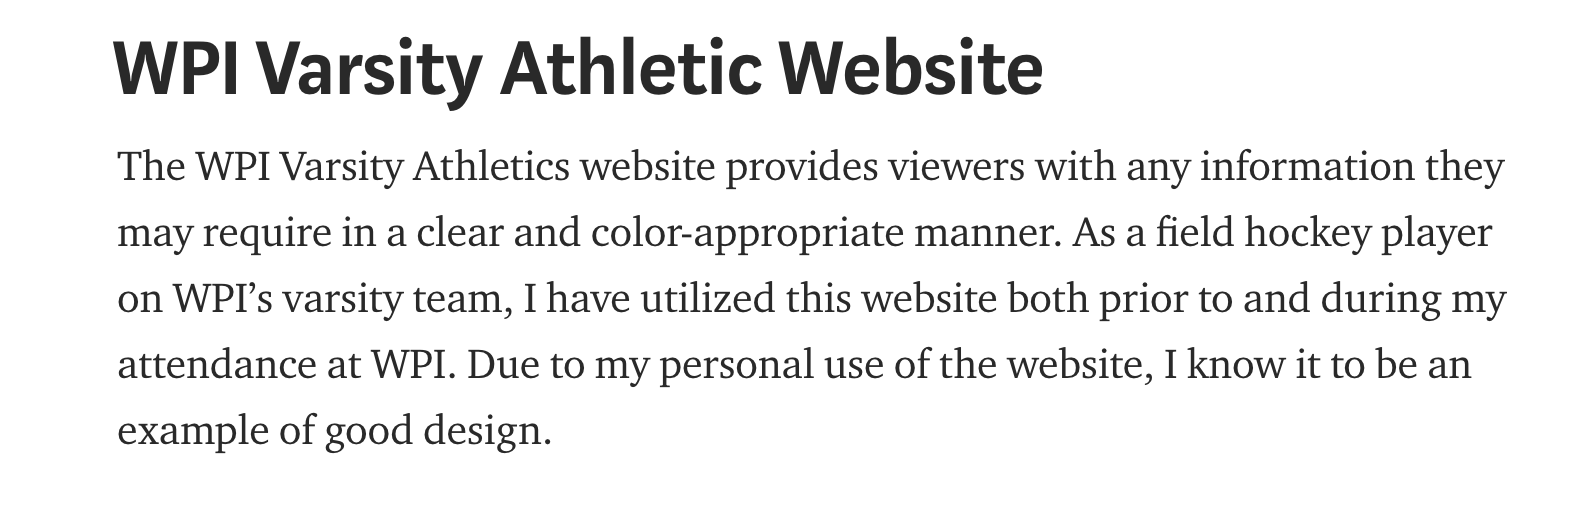 WPI Varsity Athletic Website
The WPI Varsity Athletics website provides viewers with any information they
may require in a clear and color-appropriate manner. As a field hockey player
on WPI’s varsity team, I have utilized this website both prior to and during my
attendance at WPI. Due to my personal use of the website, I know it to be an
example of good design.